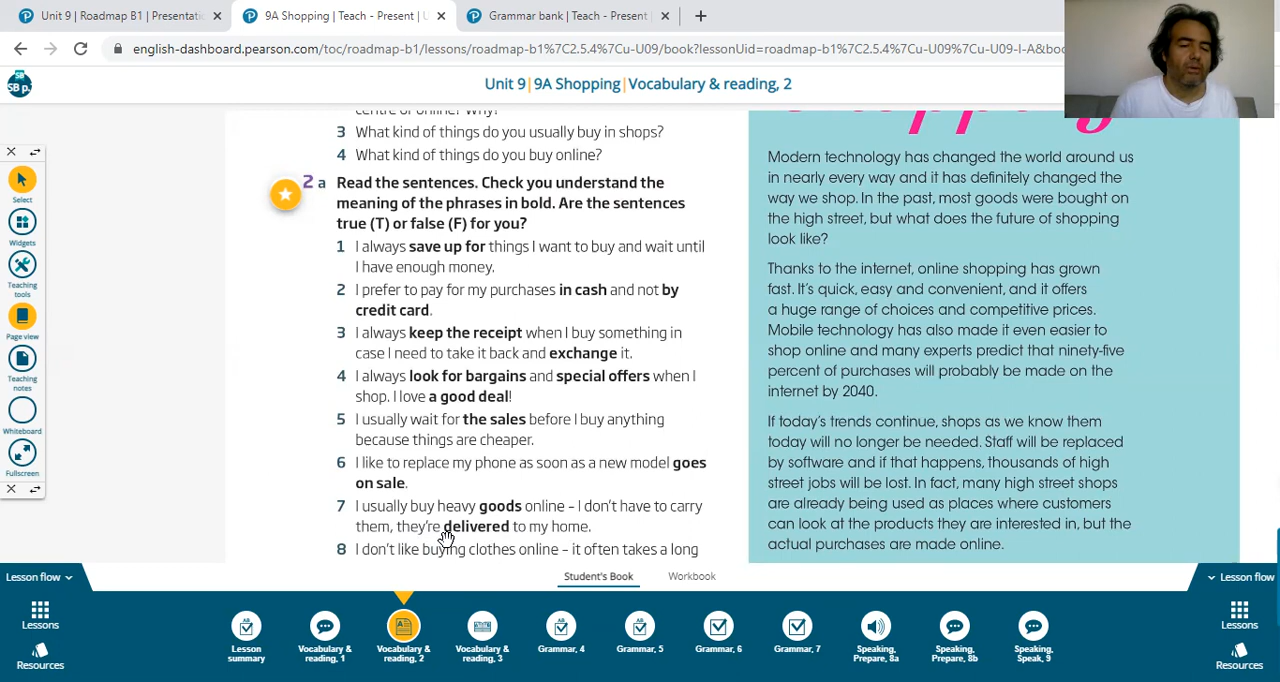 Unit 9 | Roadmap B1 | Presentati
9A Shopping | Teach - Present | U
Grammar bank | Teach - Present
english-dashboard.pearson.com/toc/roadmap-b1/lessons/roadmap-b1%7C2.5.4%7Cu-U09/book?lessonUid=roadmap-b1%7C2.5.4%7Cu-U09%7Cu-U09-I-A&boo
SB
SB p.
Unit 9 | 9A Shopping | Vocabulary & reading, 2
Select
Widgets
Teaching
tools
Page view
Teaching
notes
Whiteboard
Fullscreen
centre or online? Why?
3 What kind of things do you usually buy in shops?
4 What kind of things do you buy online?
2 a Read the sentences. Check you understand the
meaning of the phrases in bold. Are the sentences
true (T) or false (F) for you?
1 I always save up for things I want to buy and wait until
I have enough money.
2 I prefer to pay for my purchases in cash and not by
credit card.
3 I always keep the receipt when I buy something in
case I need to take it back and exchange it.
4 I always look for bargains and special offers when I
shop. I love a good deal!
5 I usually wait for the sales before I buy anything
because things are cheaper.
6 I like to replace my phone as soon as a new model goes
on sale.
7 I usually buy heavy goods online – I don't have to carry
them, they're delivered to my home.
8 I don't like buying clothes online – it often takes a long
Modern technology has changed the world around us
in nearly every way and it has definitely changed the
way we shop. In the past, most goods were bought on
the high street, but what does the future of shopping
look like?
Thanks to the internet, online shopping has grown
fast. It's quick, easy and convenient, and it offers
a huge range of choices and competitive prices.
Mobile technology has also made it even easier to
shop online and many experts predict that ninety-five
percent of purchases will probably be made on the
internet by 2040.
If today's trends continue, shops as we know them
today will no longer be needed. Staff will be replaced
by software and if that happens, thousands of high
street jobs will be lost. In fact, many high street shops
are already being used as places where customers
can look at the products they are interested in, but the
actual purchases are made online.
Lesson flow
Student's Book
Workbook
Lesson flow
Lessons
Resources
Lesson
summary
Vocabulary &
reading, 1
Vocabulary &
reading, 2
Vocabulary &
reading, 3
Grammar, 4
Grammar, 5
Grammar, 6
Grammar, 7
Speaking,
Prepare, 8a
Speaking,
Prepare, 8b
Speaking,
Speak, 9
Lessons
Resources